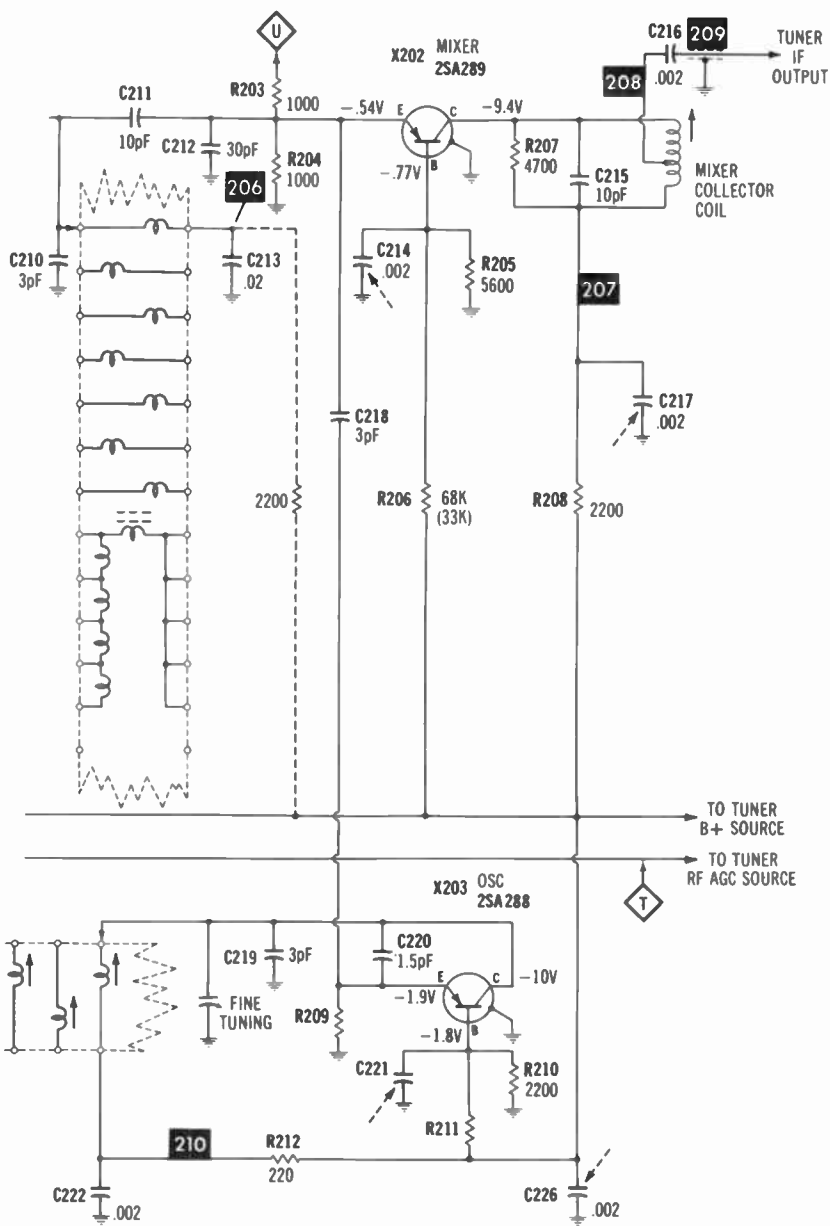 U
X202 MIXER
2SA289
C216
209
TUNER
IF
OUTPUT
.002
208
R203
1000
C211
10pF
C212
30pF
R204
1000
-.54V
E
C
-9.4V
-.77V
B
R207
4700
C215
10pF
MIXER
COLLECTOR
COIL
206
C210
3pF
C213
.02
C214
.002
R205
5600
207
C217
.002
C218
3pF
2200
R206
68K
(33K)
R208
2200
TO TUNER
B+ SOURCE
TO TUNER
RF AGC SOURCE
T
X203 OSC
2SA288
C219
3pF
C220
1.5pF
E
C
-10V
-1.9V
FINE
TUNING
R209
-1.8V
B
C221
R210
2200
R211
210
R212
220
C222
.002
C226
.002